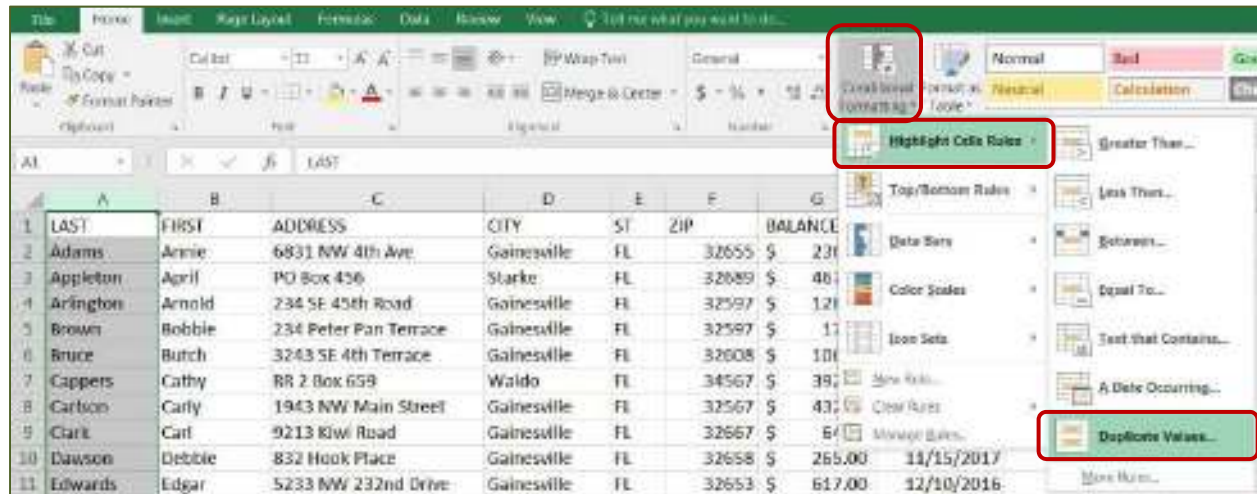 File Home Insert Page Layout Formulas Data Review View Tell me what you want to do...
Cut
Copy
Format Painter
Paste
Clipboard
Calibri 11 A A
B I U
Font
Wrap Text
Merge & Center
Alignment
General
$ %
Number
Conditional Formatting
Format as Table
Normal Bad
Neutral Calculation
A1 fx LAST
A B C D E F G
1 LAST FIRST ADDRESS CITY ST ZIP BALANCE
2 Adams Annie 6831 NW 4th Ave Gainesville FL 32655 $
3 Appleton April PO Box 456 Starke FL 32689 $
4 Arlington Arnold 234 SE 45th Road Gainesville FL 32597 $
5 Brown Bobbie 234 Peter Pan Terrace Gainesville FL 32597 $
6 Bruce Butch 3243 SE 4th Terrace Gainesville FL 32608 $
7 Cappers Cathy RR 2 Box 659 Waldo FL 34567 $
8 Carlson Carly 1943 NW Main Street Gainesville FL 32567 $
9 Clark Carl 9213 Kiwi Road Gainesville FL 32667 $
10 Dawson Debbie 832 Hook Place Gainesville FL 32658 $ 265.00 11/15/2017
11 Edwards Edgar 5233 NW 232nd Drive Gainesville FL 32653 $ 617.00 12/10/2016
Highlight Cells Rules
Top/Bottom Rules
Data Bars
Color Scales
Icon Sets
New Rule...
Clear Rules
Manage Rules...
Greater Than...
Less Than...
Between...
Equal To...
Text that Contains...
A Date Occurring...
Duplicate Values...
More Rules...